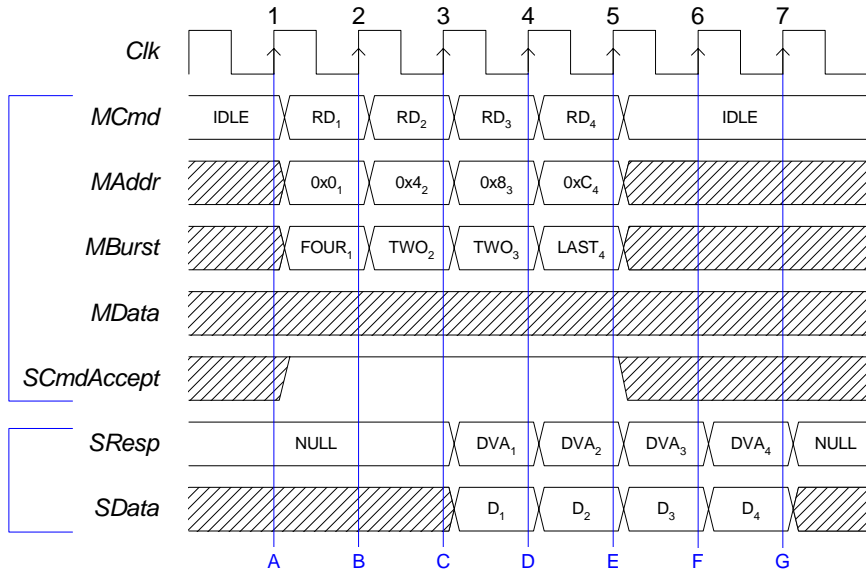 1 2 3 4 5 6 7
Clk
MCmd IDLE RD₁ RD₂ RD₃ RD₄ IDLE
MAddr 0x0₁ 0x4₂ 0x8₃ 0xC₄
MBurst FOUR₁ TWO₂ TWO₃ LAST₄
MData
SCmdAccept
SResp NULL DVA₁ DVA₂ DVA₃ DVA₄ NULL
SData D₁ D₂ D₃ D₄
A B C D E F G